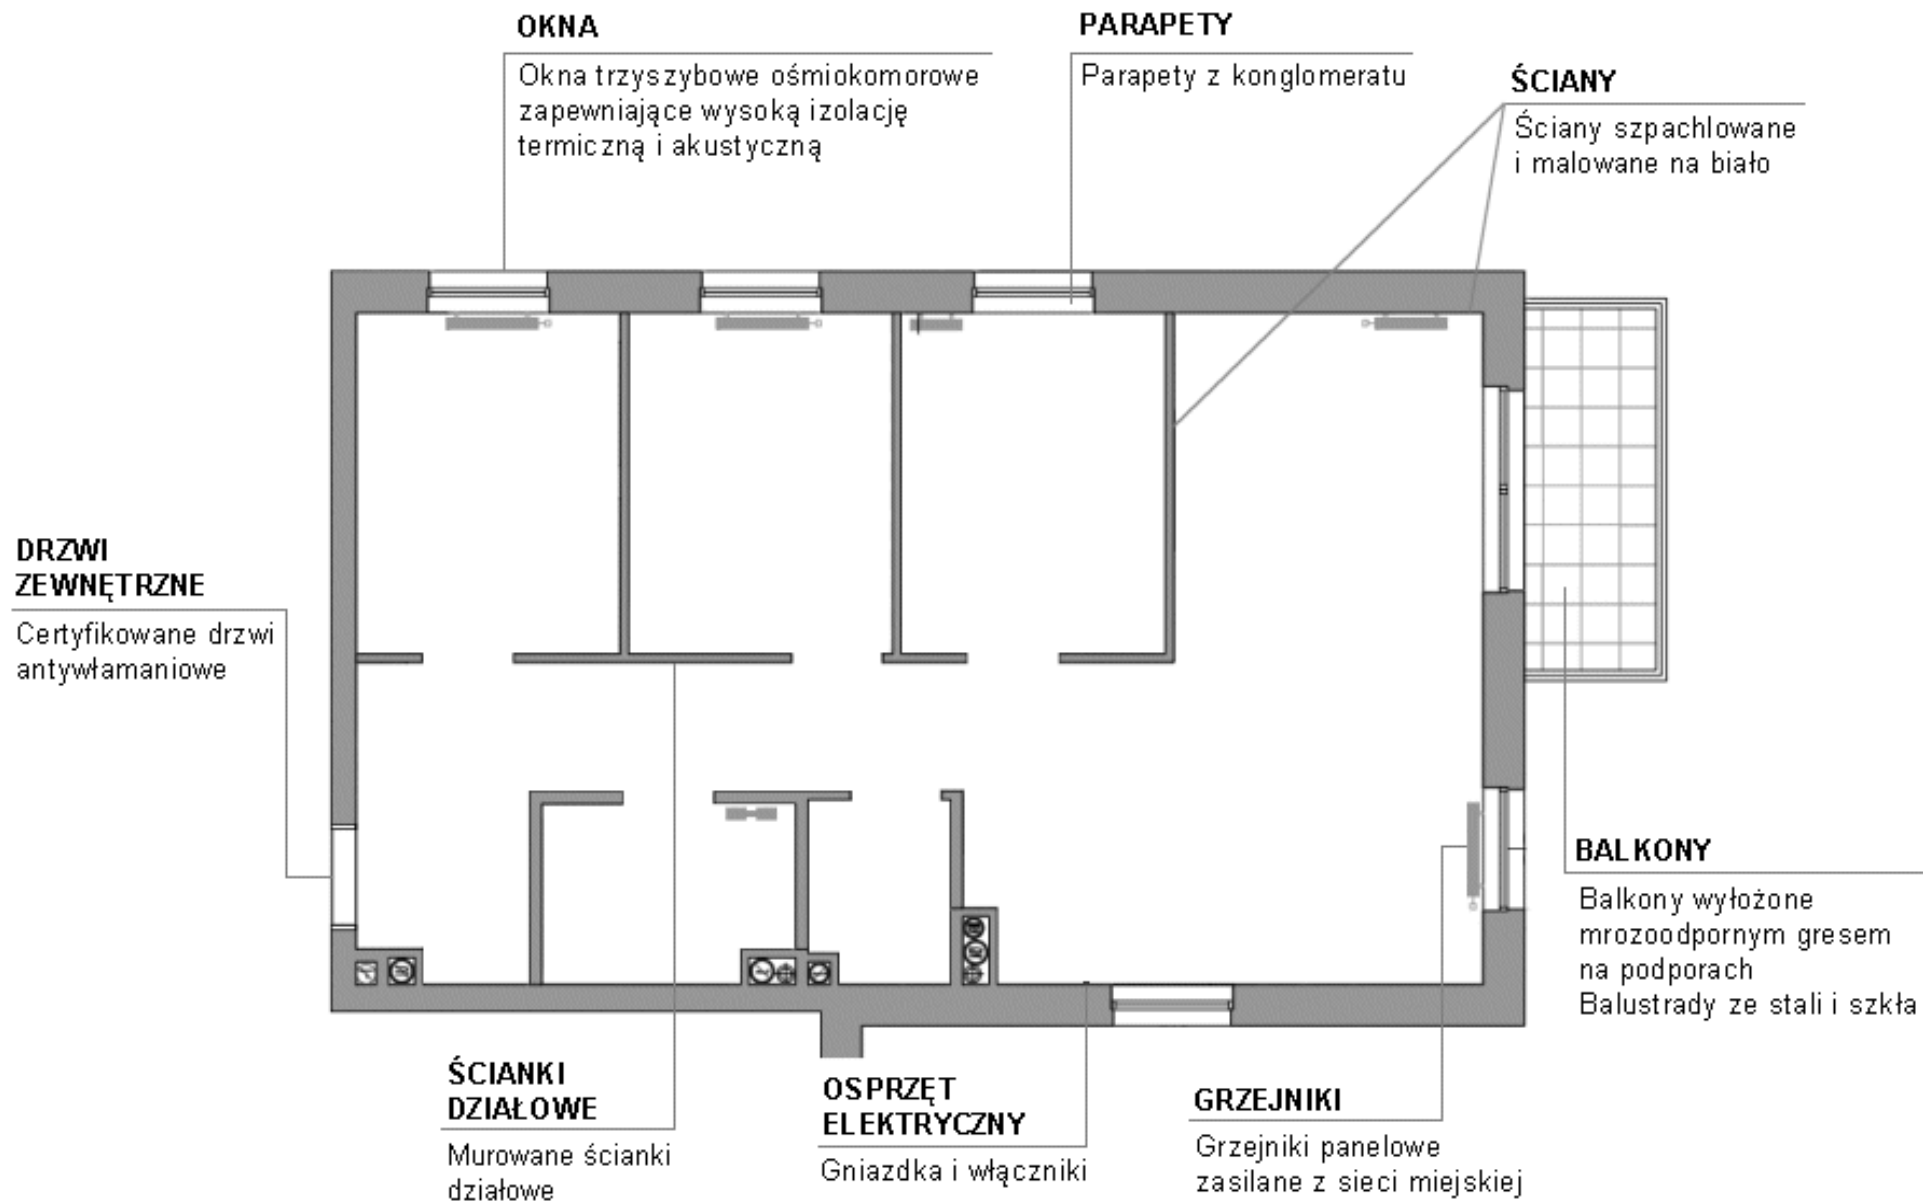 OKNA
Okna trzyszybowe ośmiokomorowe
zapewniające wysoką izolację
termiczną i akustyczną
PARAPETY
Parapety z konglomeratu
ŚCIANY
Ściany szpachlowane
i malowane na biało
DRZWI
ZEWNĘTRZNE
Certyfikowane drzwi
antywłamaniowe
BALKONY
Balkony wyłożone
mrozoodpornym gresem
na podporach
Balustrady ze stali i szkła
ŚCIANKI
DZIAŁOWE
Murowane ścianki
działowe
OSPRZĘT
ELEKTRYCZNY
Gniazdka i włączniki
GRZEJNIKI
Grzejniki panelowe
zasilane z sieci miejskiej